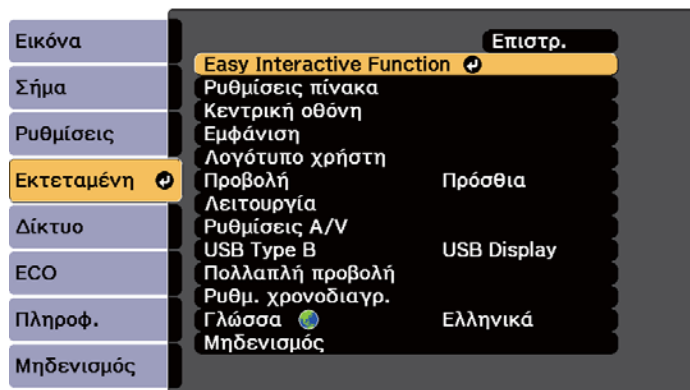 Εικόνα
Σήμα
Ρυθμίσεις
Εκτεταμένη
Δίκτυο
ECO
Πληροφ.
Μηδενισμός
Επιστρ.
Easy Interactive Function
Ρυθμίσεις πίνακα
Κεντρική οθόνη
Εμφάνιση
Λογότυπο χρήστη
Προβολή Πρόσθια
Λειτουργία
Ρυθμίσεις A/V
USB Type B USB Display
Πολλαπλή προβολή
Ρυθμ. χρονοδιαγρ.
Γλώσσα Ελληνικά
Μηδενισμός